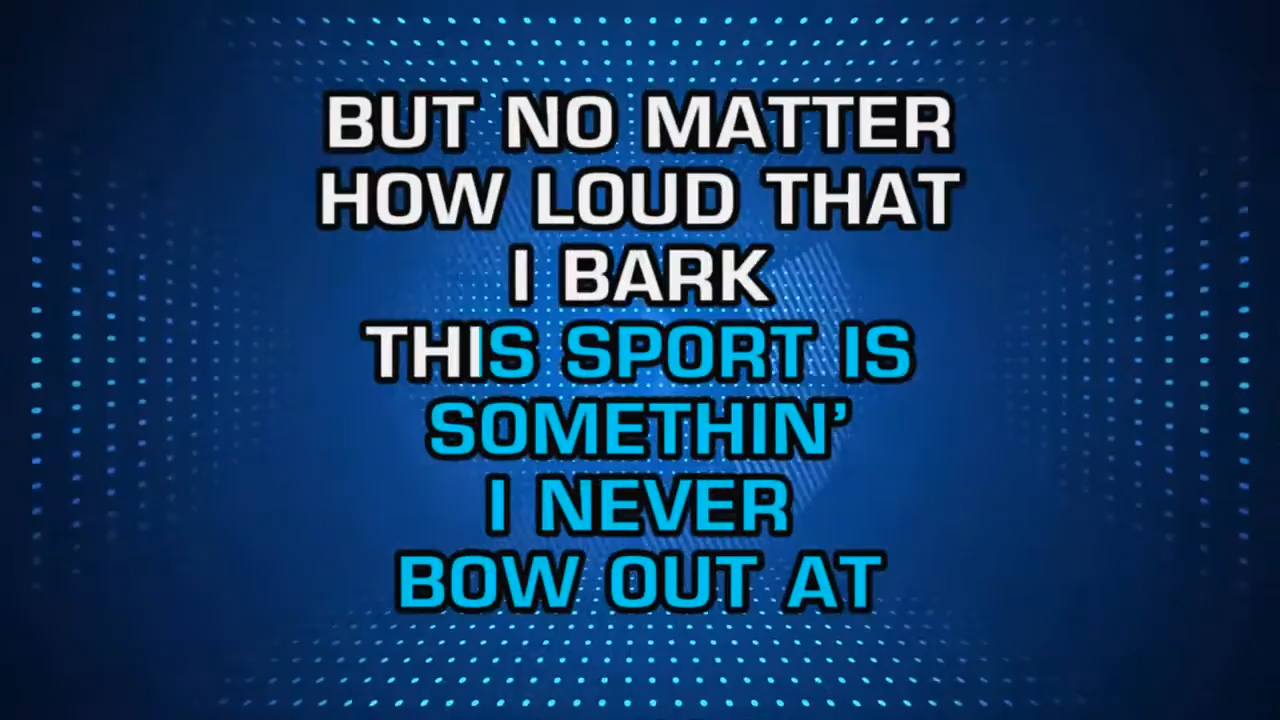 BUT NO MATTER
HOW LOUD THAT
I BARK
THIS SPORT IS
SOMETHIN'
I NEVER
BOW OUT AT